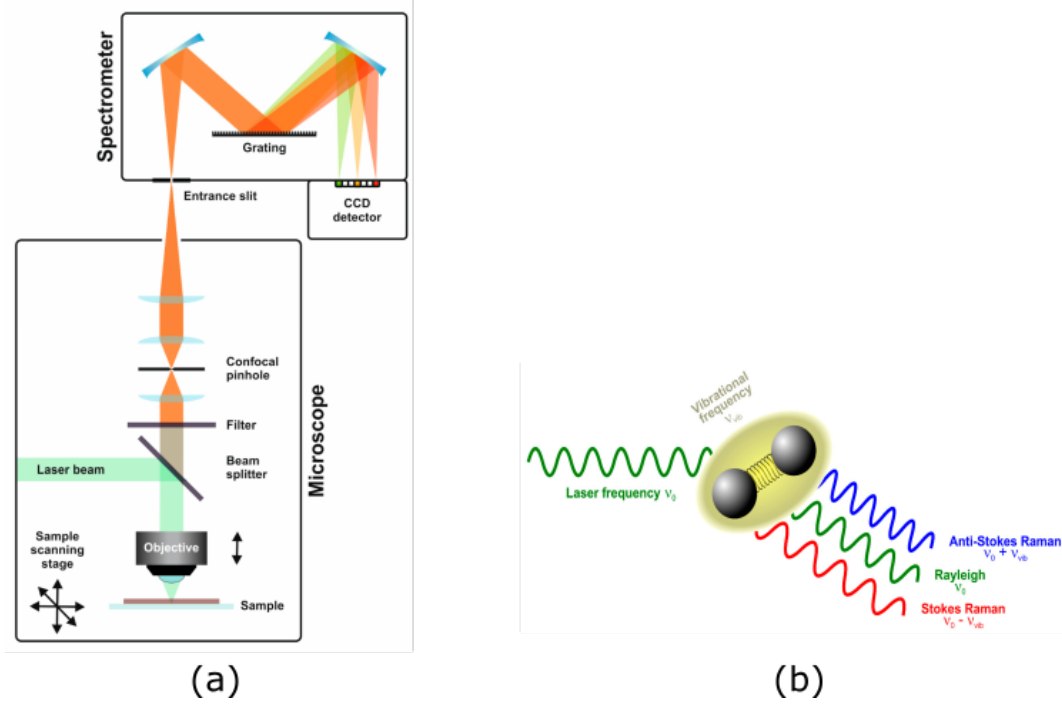 Spectrometer
Grating
Entrance slit
CCD
detector
Microscope
Confocal
pinhole
Filter
Beam
splitter
Laser beam
Objective
Sample
scanning
stage
Sample
(a)
Vibrational
frequency
νvib
Laser frequency ν₀
Anti-Stokes Raman
ν₀ + νvib
Rayleigh
ν₀
Stokes Raman
ν₀ - νvib
(b)